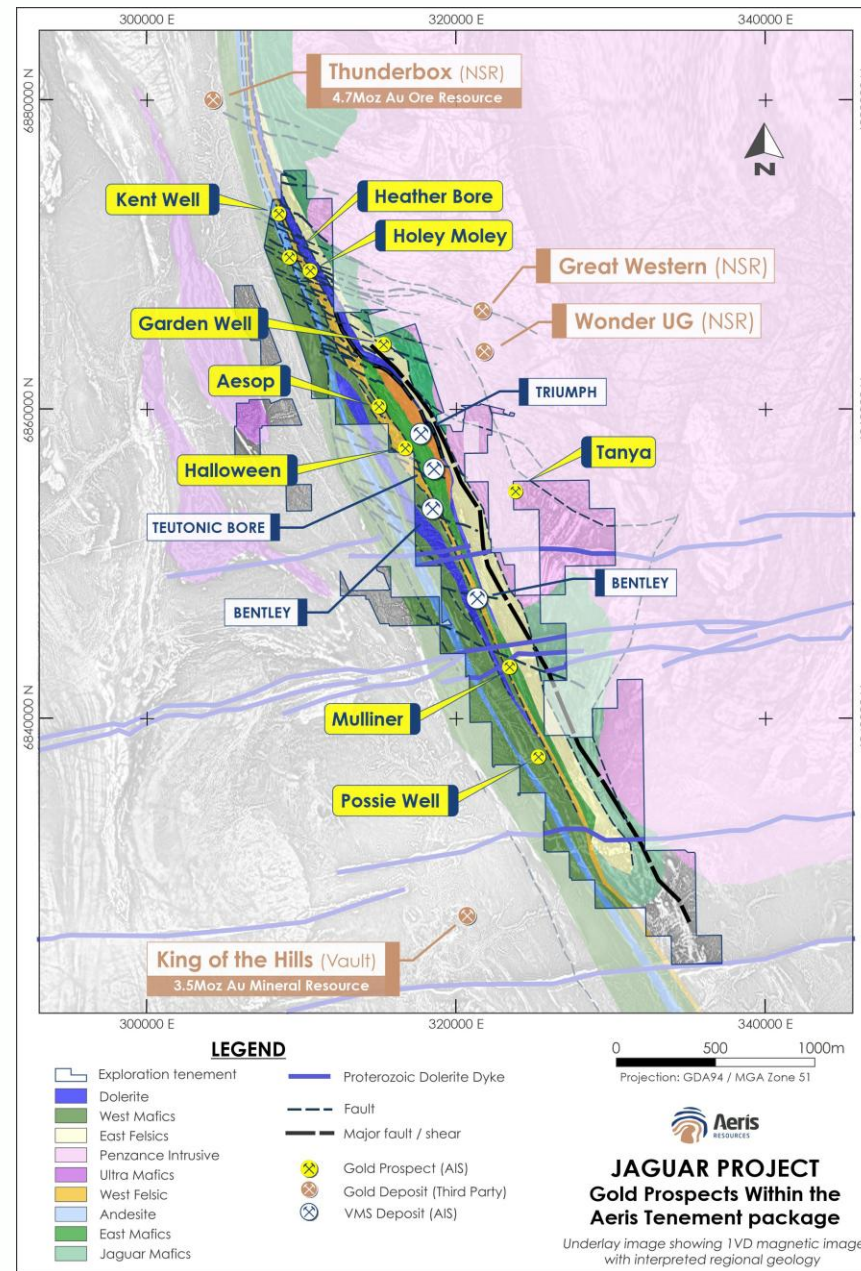 300000 E
320000 E
340000 E
6880000 N
6860000 N
6840000 N
Thunderbox (NSR)
4.7Moz Au Ore Resource
N
Kent Well
Heather Bore
Holey Moley
Great Western (NSR)
Wonder UG (NSR)
Garden Well
Aesop
TRIUMPH
Halloween
Tanya
TEUTONIC BORE
BENTLEY
BENTLEY
Mulliner
Possie Well
King of the Hills (Vault)
3.5Moz Au Mineral Resource
300000 E
320000 E
340000 E
LEGEND
Exploration tenement
Dolerite
West Mafics
East Felsics
Penzance Intrusive
Ultra Mafics
West Felsic
Andesite
East Mafics
Jaguar Mafics
Proterozoic Dolerite Dyke
Fault
Major fault / shear
Gold Prospect (AIS)
Gold Deposit (Third Party)
VMS Deposit (AIS)
0 500 1000m
Projection: GDA94 / MGA Zone 51
Aeris
RESOURCES
JAGUAR PROJECT
Gold Prospects Within the
Aeris Tenement package
Underlay image showing 1VD magnetic image
with interpreted regional geology